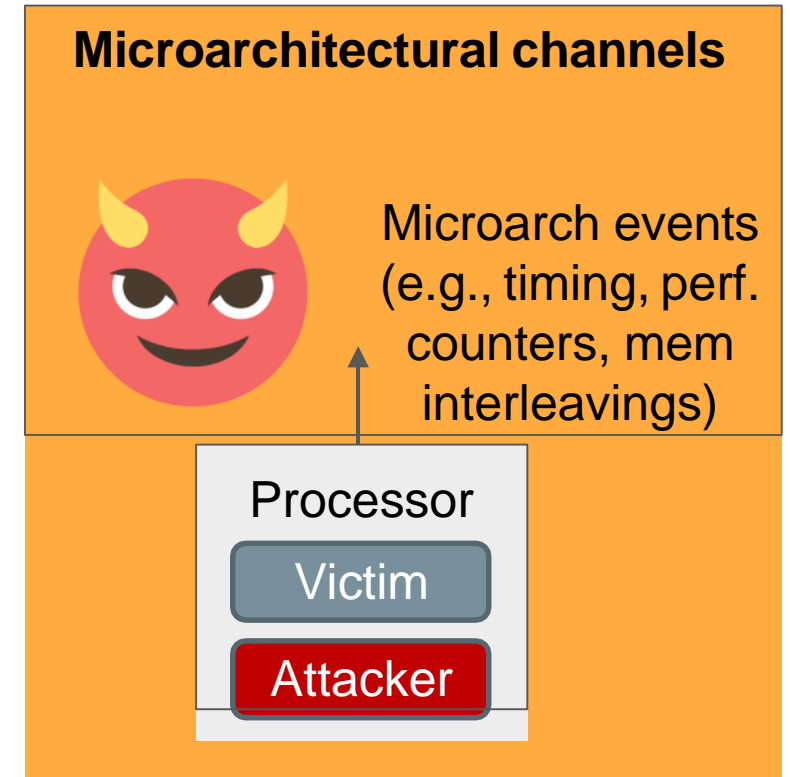 Microarchitectural channels
Microarch events
(e.g., timing, perf.
counters, mem
interleavings)
Processor
Victim
Attacker